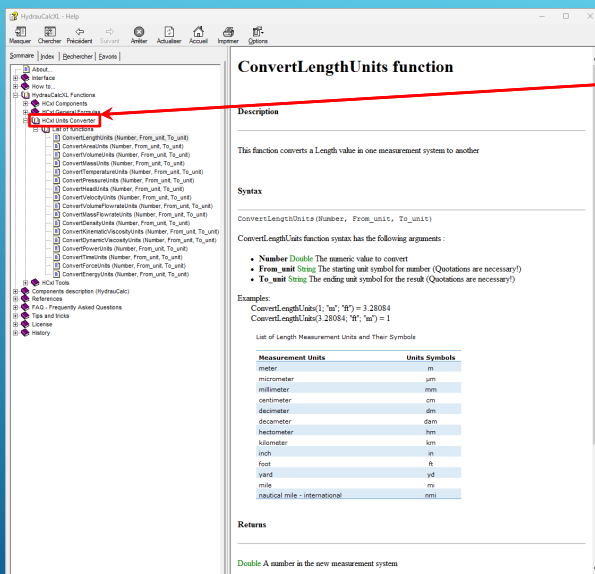 HydrauCalcXL - Help
Masquer Chercher Précédent Suivant Arrêter Actualiser Accueil Imprimer Options
Sommaire Index Rechercher Favoris
About...
Interface
How to...
HydrauCalcXL Functions
HCxl Components
HCxl General Formulas
HCxl Units Converter
List of functions
ConvertLengthUnits (Number, From_unit, To_unit)
ConvertAreaUnits (Number, From_unit, To_unit)
ConvertVolumeUnits (Number, From_unit, To_unit)
ConvertMassUnits (Number, From_unit, To_unit)
ConvertTemperatureUnits (Number, From_unit, To_unit)
ConvertPressureUnits (Number, From_unit, To_unit)
ConvertHeadUnits (Number, From_unit, To_unit)
ConvertVelocityUnits (Number, From_unit, To_unit)
ConvertVolumeFlowrateUnits (Number, From_unit, To_unit)
ConvertMassFlowrateUnits (Number, From_unit, To_unit)
ConvertDensityUnits (Number, From_unit, To_unit)
ConvertKinematicViscosityUnits (Number, From_unit, To_unit)
ConvertDynamicViscosityUnits (Number, From_unit, To_unit)
ConvertPowerUnits (Number, From_unit, To_unit)
ConvertTimeUnits (Number, From_unit, To_unit)
ConvertForceUnits (Number, From_unit, To_unit)
ConvertEnergyUnits (Number, From_unit, To_unit)
HCxl Tools
Components description (HydrauCalc)
References
FAQ - Frequently Asked Questions
Tips and tricks
License
History
ConvertLengthUnits function
Description
This function converts a Length value in one measurement system to another
Syntax
ConvertLengthUnits(Number, From_unit, To_unit)
ConvertLengthUnits function syntax has the following arguments :
• Number Double The numeric value to convert
• From_unit String The starting unit symbol for number (Quotations are necessary!)
• To_unit String The ending unit symbol for the result (Quotations are necessary!)
Examples:
ConvertLengthUnits(1; "m"; "ft") = 3.28084
ConvertLengthUnits(3.28084; "ft"; "m") = 1
List of Length Measurement Units and Their Symbols
Measurement Units Units Symbols
meter m
micrometer µm
millimeter mm
centimeter cm
decimeter dm
decameter dam
hectometer hm
kilometer km
inch in
foot ft
yard yd
mile mi
nautical mile - international nmi
Returns
Double A number in the new measurement system